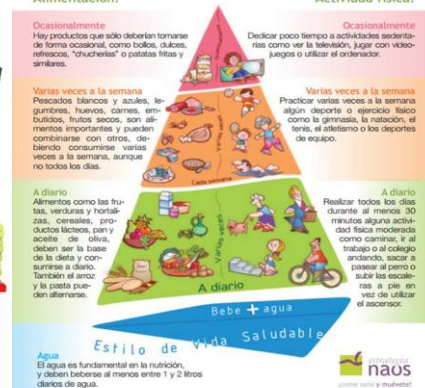 Alimentación:
Actividad física:
Ocasionalmente
Hay productos que sólo deberían tomarse
de forma ocasional, como bollos, dulces,
refrescos, "chucherías" o patatas fritas y
similares.
Ocasionalmente
Dedicar poco tiempo a actividades sedenta-
rias como ver la televisión, jugar con video-
juegos o utilizar el ordenador.
Varias veces a la semana
Pescados blancos y azules, le-
gumbres, huevos, carnes, em-
butidos, frutos secos, son ali-
mentos importantes y pueden
combinarse con otros, de-
biendo consumirse varias
veces a la semana, aunque
no todos los días.
Varias veces
Cada semana
Varias veces a la semana
Practicar varias veces a la semana
algún deporte o ejercicio físico
como la gimnasia, la natación, el
tenis, el atletismo o los deportes
de equipo.
A diario
Alimentos como las fru-
tas, verduras y hortali-
zas, cereales, pro-
ductos lácteos, pan y
aceite de oliva,
deben ser la base
de la dieta y con-
sumirse a diario.
También el arroz
y la pasta pue-
den alternarse.
Varias veces
A diario
A diario
Realizar todos los días
durante al menos 30
minutos alguna activi-
dad física moderada
como caminar, ir al
trabajo o al colegio
andando, sacar a
pasear al perro o
subir las escale-
ras a pie en
vez de utilizar
el ascensor.
Bebe + agua
Estilo de Vida Saludable
Agua
El agua es fundamental en la nutrición,
y deben beberse al menos entre 1 y 2 litros
diarios de agua.
estrategia
naos
¡come sano y muévete!